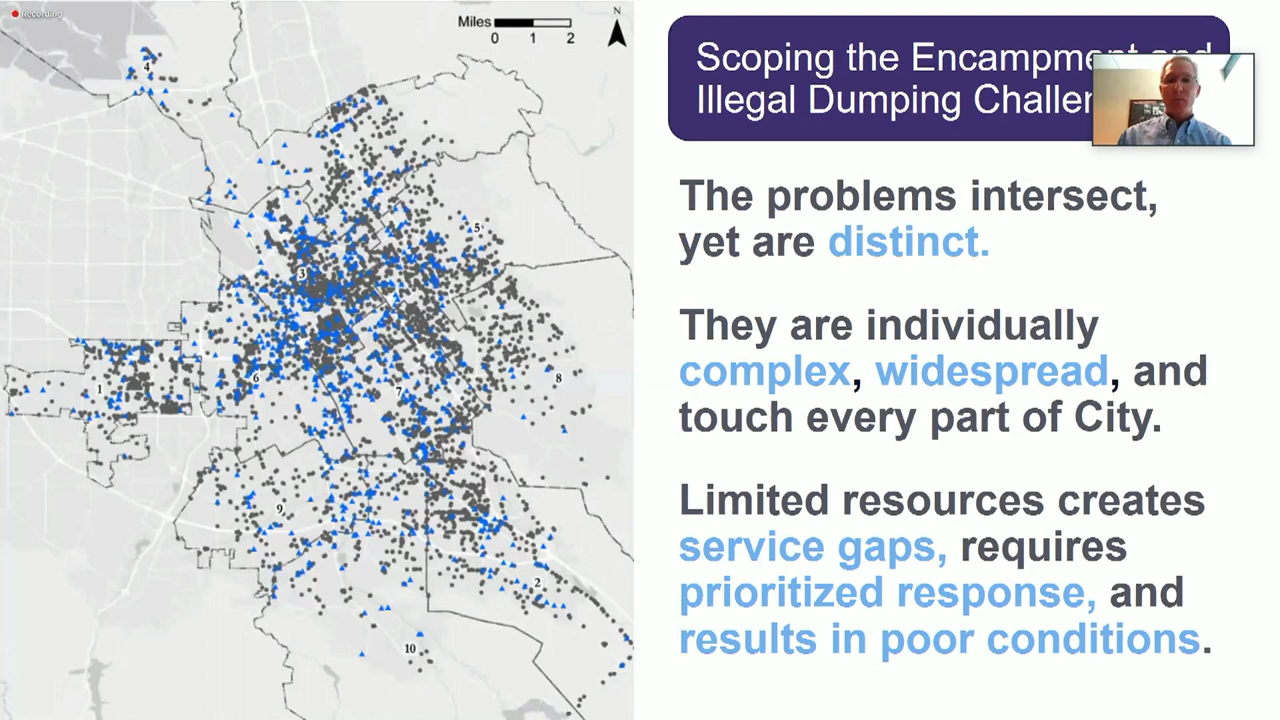 Recording
Miles
0 1 2
N
4
5
3
1
6
7
8
9
2
10
Scoping the Encampment and
Illegal Dumping
The problems intersect,
yet are distinct.
They are individually
complex, widespread, and
touch every part of City.
Limited resources creates
service gaps, requires
prioritized response, and
results in poor conditions.